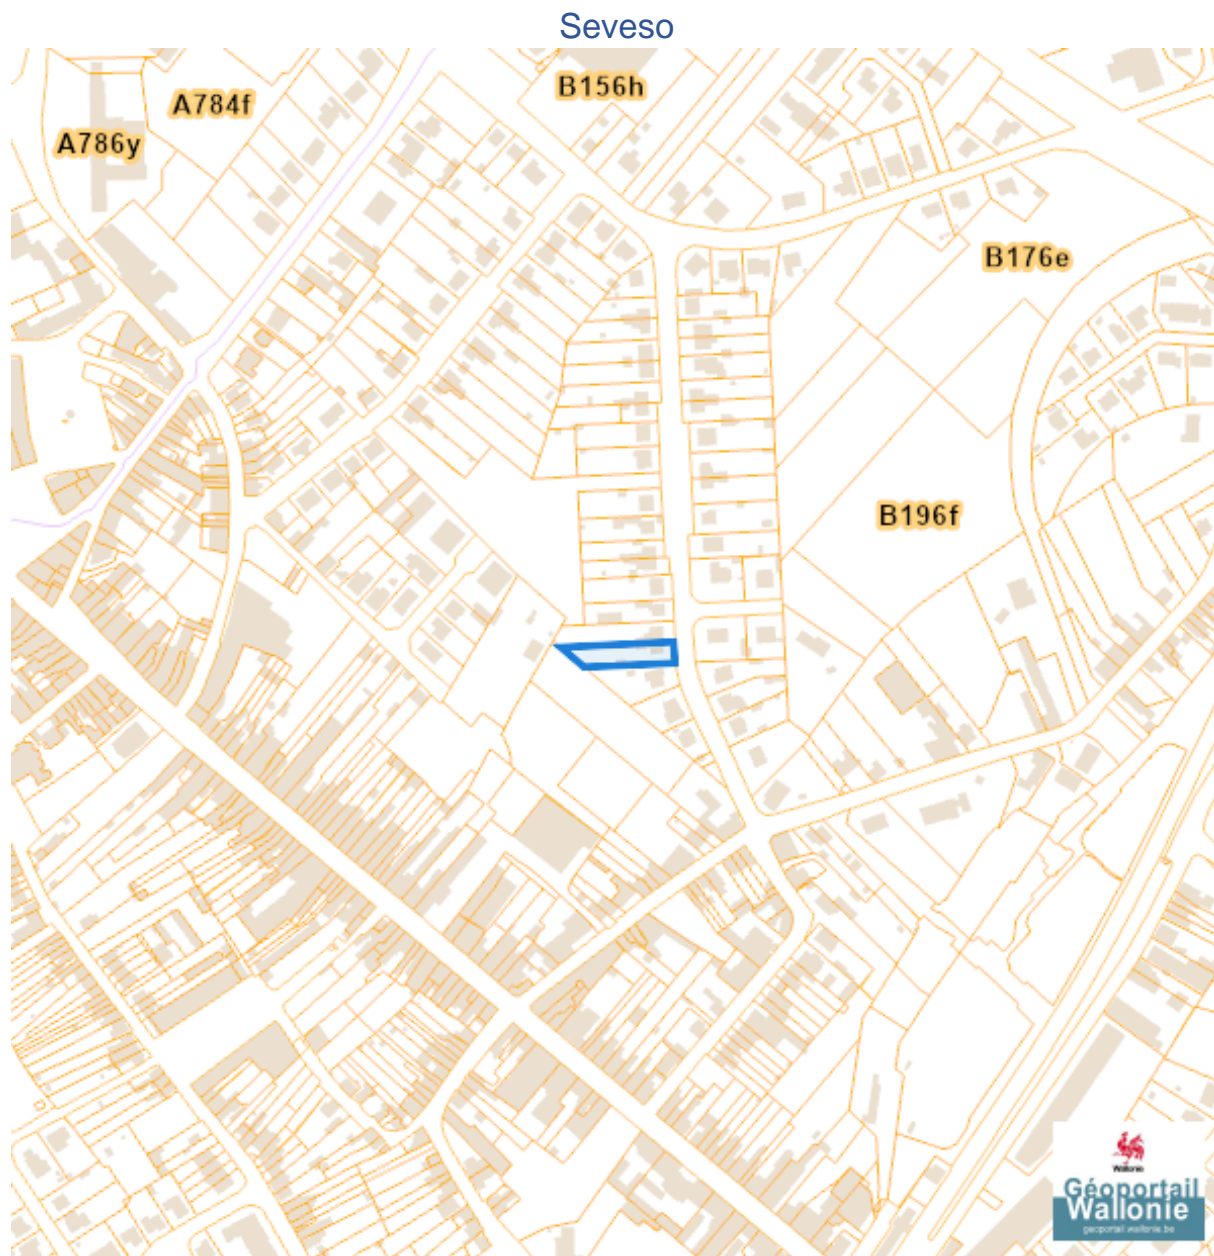 Seveso
B156h
A784f
A786y
B176e
B196f
Wallonie
Géoportail
Wallonie
geoportail.wallonie.be